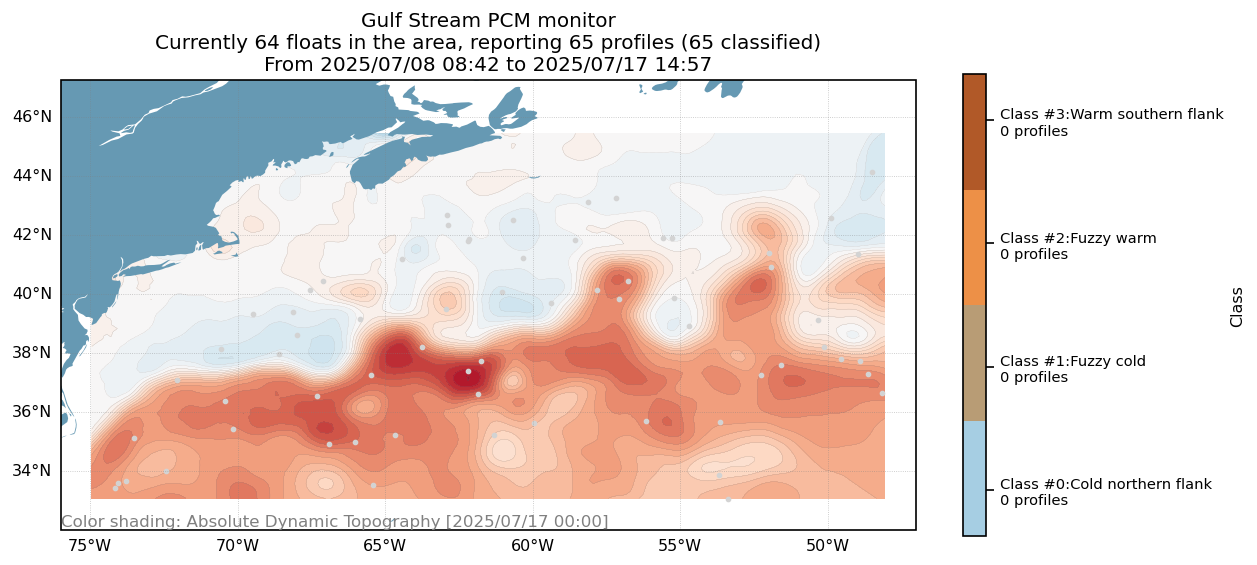 Gulf Stream PCM monitor
Currently 64 floats in the area, reporting 65 profiles (65 classified)
From 2025/07/08 08:42 to 2025/07/17 14:57
46°N
44°N
42°N
40°N
38°N
36°N
34°N
Color shading: Absolute Dynamic Topography [2025/07/17 00:00]
75°W
70°W
65°W
60°W
55°W
50°W
Class #3:Warm southern flank
0 profiles
Class #2:Fuzzy warm
0 profiles
Class #1:Fuzzy cold
0 profiles
Class #0:Cold northern flank
0 profiles
Class